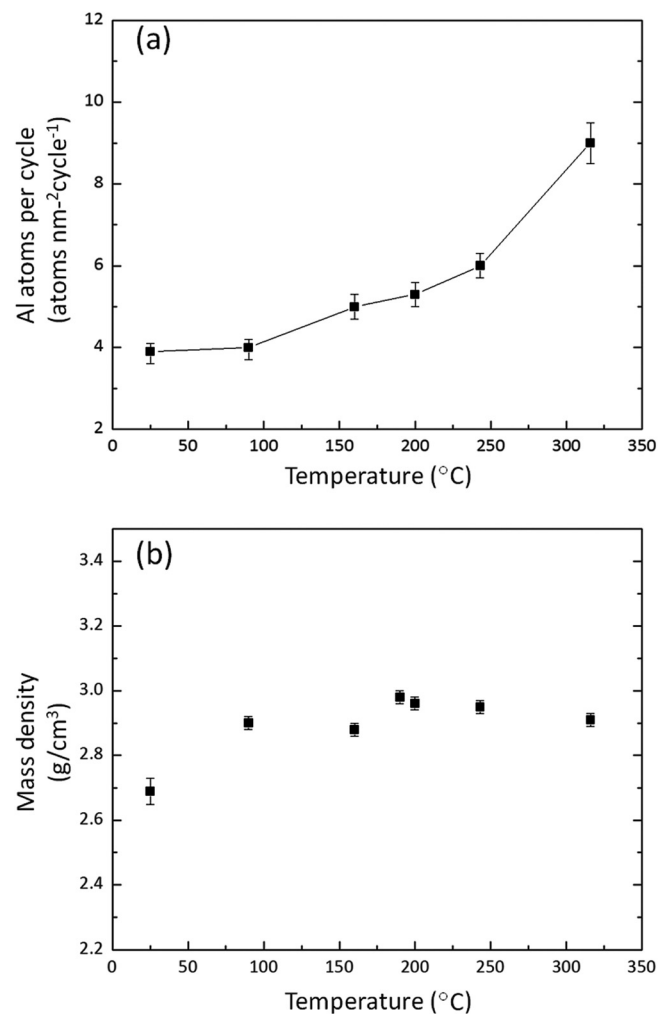 (a)
12
10
8
6
4
2
Al atoms per cycle
(atoms nm-²cycle⁻¹)
0 50 100 150 200 250 300 350
Temperature (°C)
(b)
3.4
3.2
3.0
2.8
2.6
2.4
2.2
Mass density
(g/cm³)
0 50 100 150 200 250 300 350
Temperature (°C)